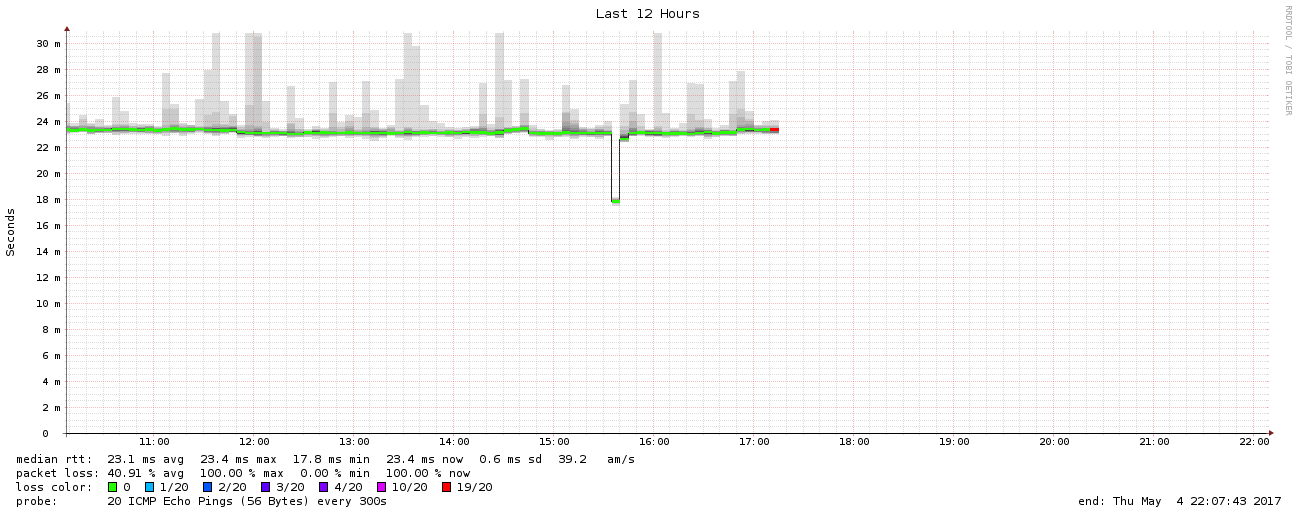 Last 12 Hours
RRDTOOL / TOBI OETIKER
Seconds
30 m
28 m
26 m
24 m
22 m
20 m
18 m
16 m
14 m
12 m
10 m
8 m
6 m
4 m
2 m
0
11:00 12:00 13:00 14:00 15:00 16:00 17:00 18:00 19:00 20:00 21:00 22:00
median rtt: 23.1 ms avg 23.4 ms max 17.8 ms min 23.4 ms now 0.6 ms sd 39.2 am/s
packet loss: 40.91 % avg 100.00 % max 0.00 % min 100.00 % now
loss color: 0 1/20 2/20 3/20 4/20 10/20 19/20
probe: 20 ICMP Echo Pings (56 Bytes) every 300s end: Thu May 4 22:07:43 2017